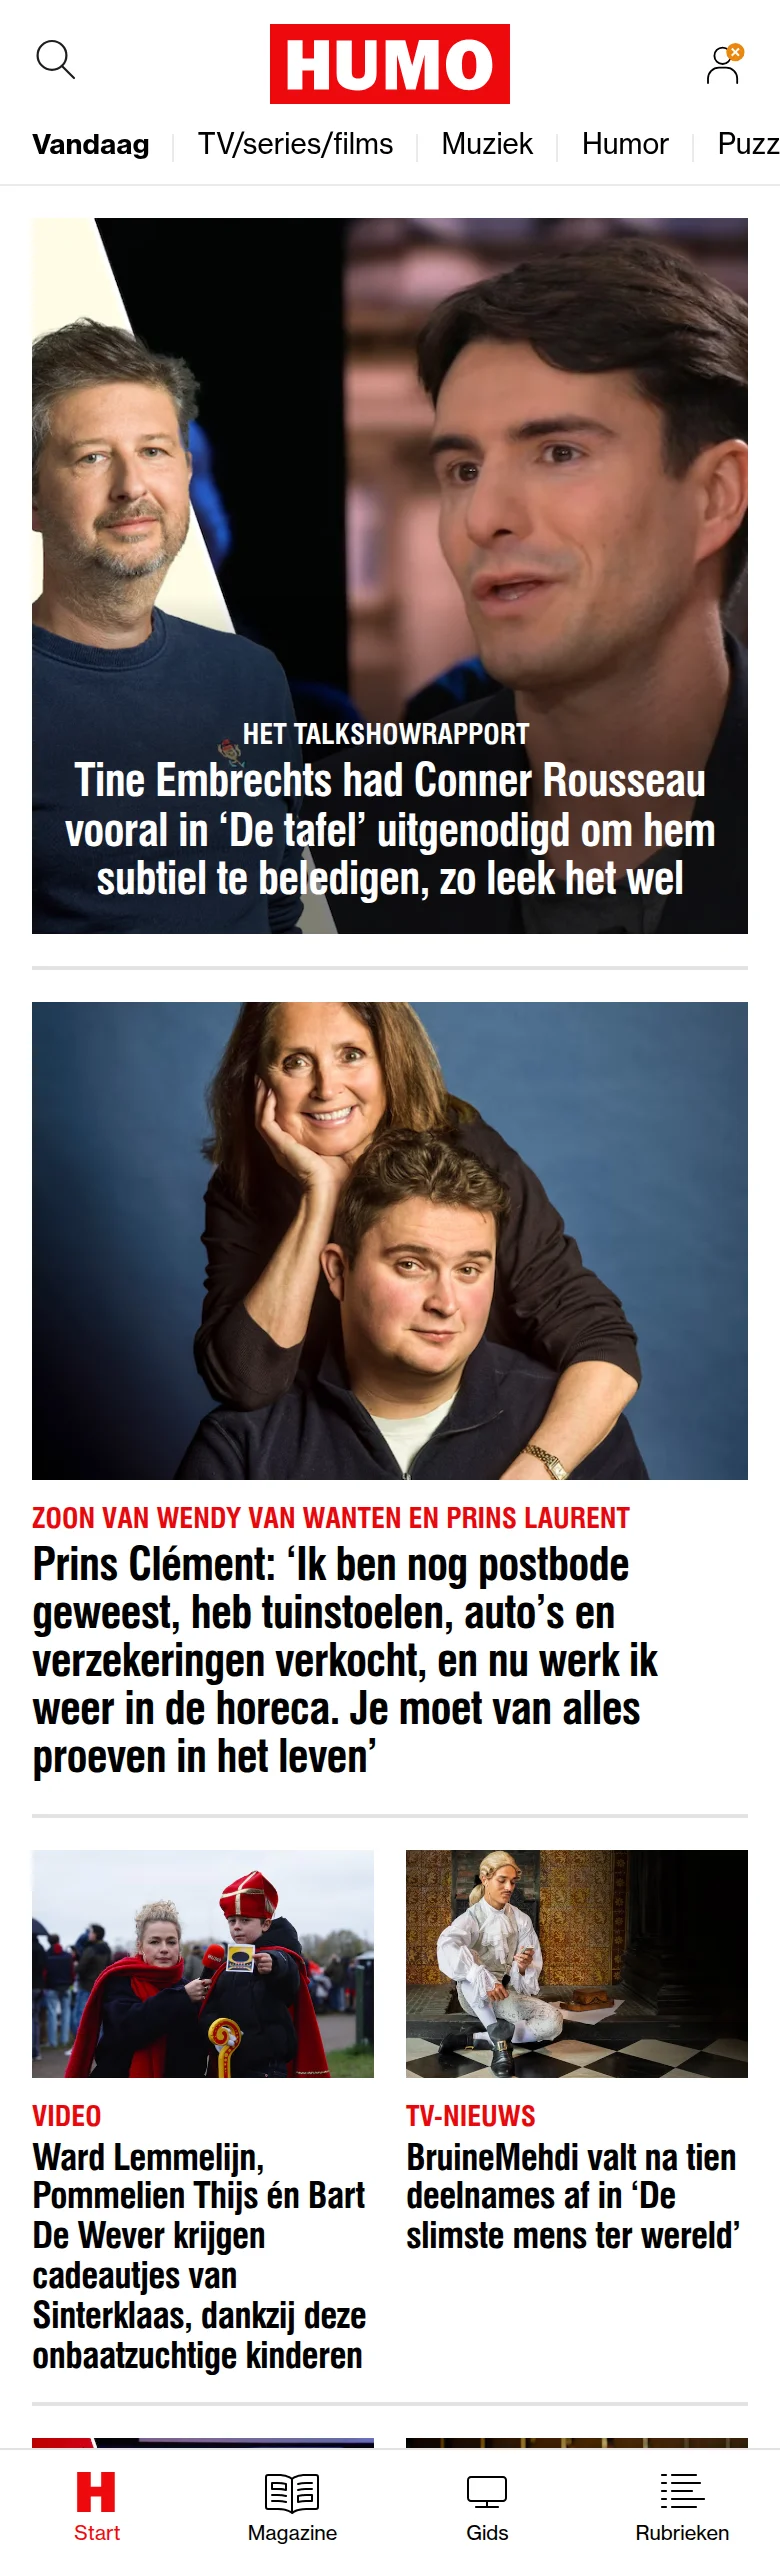 HUMO
Vandaag
TV/series/films
Muziek
Humor
Puzz
HET TALKSHOWRAPPORT
Tine Embrechts had Conner Rousseau
vooral in ‘De tafel’ uitgenodigd om hem
subtiel te beledigen, zo leek het wel
ZOON VAN WENDY VAN WANTEN EN PRINS LAURENT
Prins Clément: ‘Ik ben nog postbode
geweest, heb tuinstoelen, auto’s en
verzekeringen verkocht, en nu werk ik
weer in de horeca. Je moet van alles
proeven in het leven’
VIDEO
Ward Lemmelijn,
Pommelien Thijs én Bart
De Wever krijgen
cadeautjes van
Sinterklaas, dankzij deze
onbaatzuchtige kinderen
TV-NIEUWS
BruineMehdi valt na tien
deelnames af in ‘De
slimste mens ter wereld’
H
Start
Magazine
Gids
Rubrieken